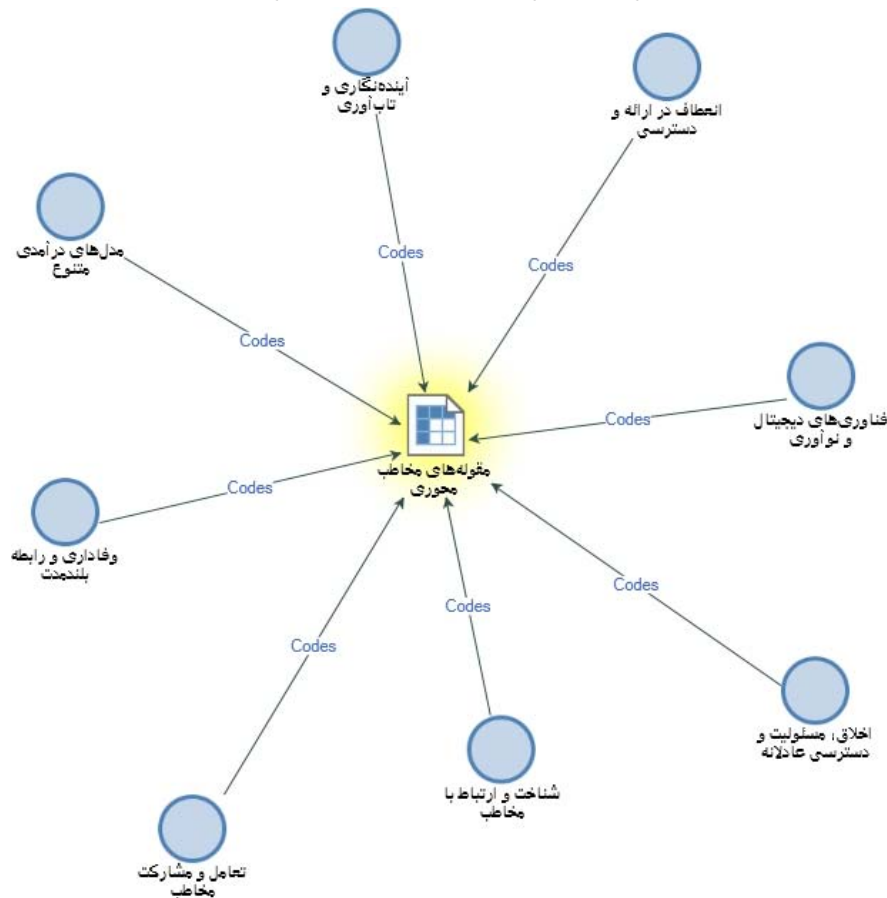 آینده‌نگاری و
تاب‌آوری
انعطاف در ارائه و
دسترسی
مدل‌های درآمدی
متنوع
Codes
Codes
Codes
فناوری‌های دیجیتال
و نوآوری
Codes
مقوله‌های مخاطب
محوری
Codes
وفاداری و رابطه
بلندمدت
Codes
Codes
Codes
اخلاق، مسئولیت و
دسترسی عادلانه
شناخت و ارتباط با
مخاطب
تعامل و مشارکت
مخاطب